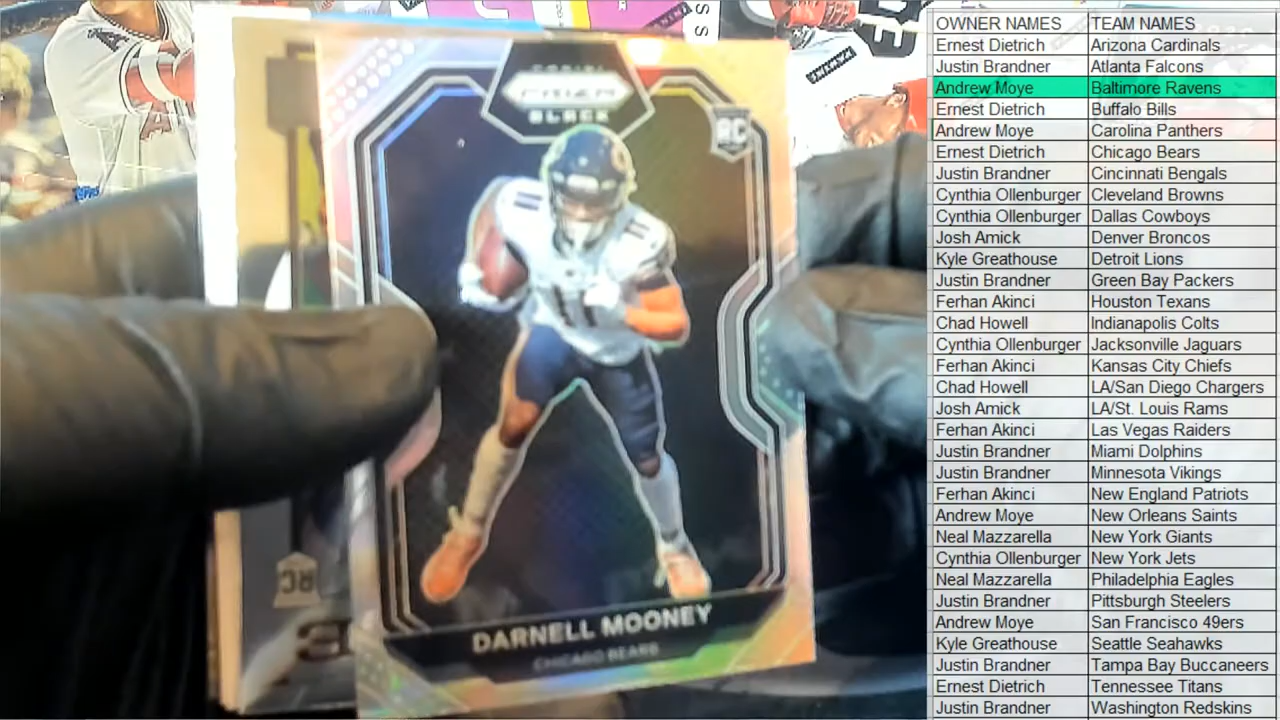 PRIZM
BLACK
RC
11
11
DARNELL MOONEY
CHICAGO BEARS
RC
OWNER NAMES TEAM NAMES
Ernest Dietrich Arizona Cardinals
Justin Brandner Atlanta Falcons
Andrew Moye Baltimore Ravens
Ernest Dietrich Buffalo Bills
Andrew Moye Carolina Panthers
Ernest Dietrich Chicago Bears
Justin Brandner Cincinnati Bengals
Cynthia Ollenburger Cleveland Browns
Cynthia Ollenburger Dallas Cowboys
Josh Amick Denver Broncos
Kyle Greathouse Detroit Lions
Justin Brandner Green Bay Packers
Ferhan Akinci Houston Texans
Chad Howell Indianapolis Colts
Cynthia Ollenburger Jacksonville Jaguars
Ferhan Akinci Kansas City Chiefs
Chad Howell LA/San Diego Chargers
Josh Amick LA/St. Louis Rams
Ferhan Akinci Las Vegas Raiders
Justin Brandner Miami Dolphins
Justin Brandner Minnesota Vikings
Ferhan Akinci New England Patriots
Andrew Moye New Orleans Saints
Neal Mazzarella New York Giants
Cynthia Ollenburger New York Jets
Neal Mazzarella Philadelphia Eagles
Justin Brandner Pittsburgh Steelers
Andrew Moye San Francisco 49ers
Kyle Greathouse Seattle Seahawks
Justin Brandner Tampa Bay Buccaneers
Ernest Dietrich Tennessee Titans
Justin Brandner Washington Redskins